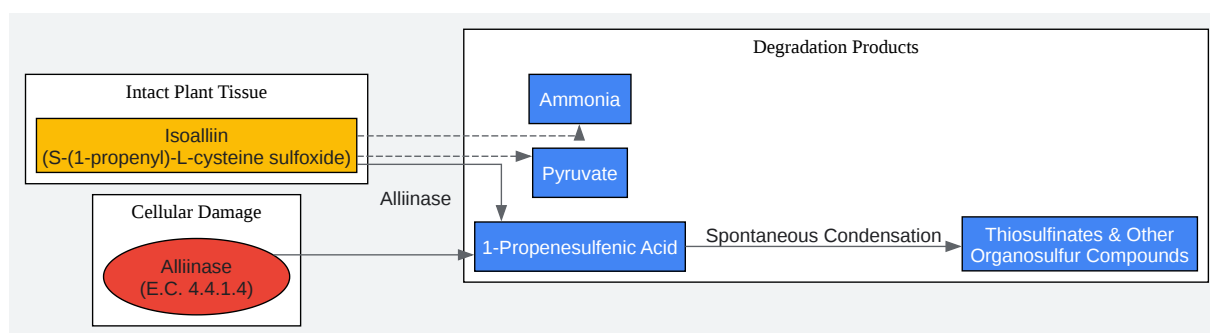 Degradation Products
Intact Plant Tissue
Isoalliin
(S-(1-propenyl)-L-cysteine sulfoxide)
Ammonia
Pyruvate
Alliinase
Cellular Damage
Alliinase
(E.C. 4.4.1.4)
1-Propenesulfenic Acid
Spontaneous Condensation
Thiosulfinates & Other
Organosulfur Compounds